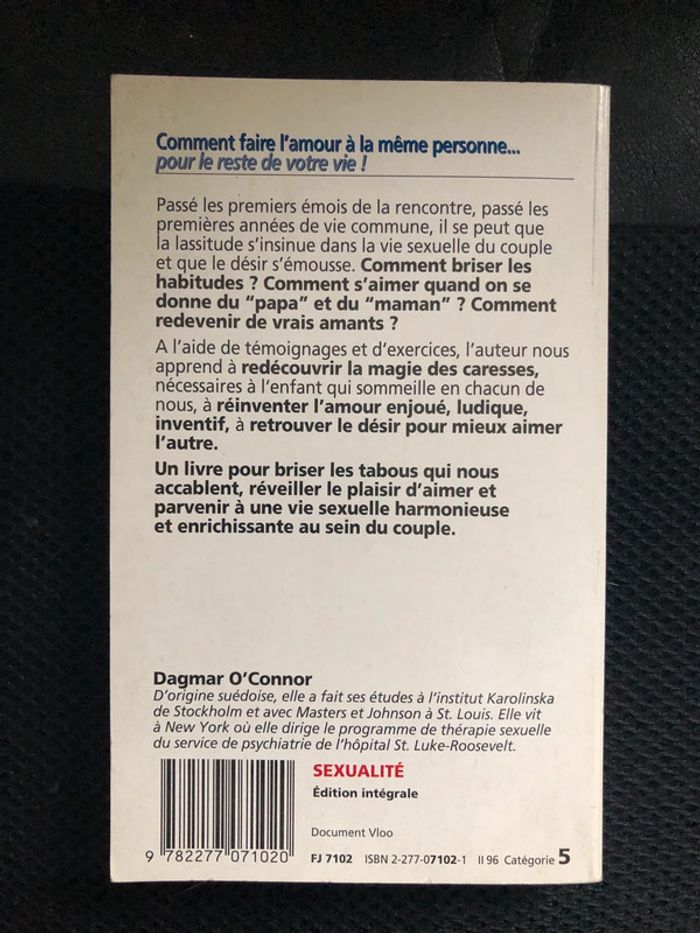 Comment faire l'amour à la même personne...
pour le reste de votre vie !
Passé les premiers émois de la rencontre, passé les
premières années de vie commune, il se peut que
la lassitude s'insinue dans la vie sexuelle du couple
et que le désir s'émousse. Comment briser les
habitudes ? Comment s'aimer quand on se
donne du "papa" et du "maman" ? Comment
redevenir de vrais amants ?
A l'aide de témoignages et d'exercices, l'auteur nous
apprend à redécouvrir la magie des caresses,
nécessaires à l'enfant qui sommeille en chacun de
nous, à réinventer l'amour enjoué, ludique,
inventif, à retrouver le désir pour mieux aimer
l'autre.
Un livre pour briser les tabous qui nous
accablent, réveiller le plaisir d'aimer et
parvenir à une vie sexuelle harmonieuse
et enrichissante au sein du couple.
Dagmar O'Connor
D'origine suédoise, elle a fait ses études à l'institut Karolinska
de Stockholm et avec Masters et Johnson à St. Louis. Elle vit
à New York où elle dirige le programme de thérapie sexuelle
du service de psychiatrie de l'hôpital St. Luke-Roosevelt.
SEXUALITÉ
Édition intégrale
Document Vloo
9 782277 071020 FJ 7102 ISBN 2-277-07102-1 II 96 Catégorie 5